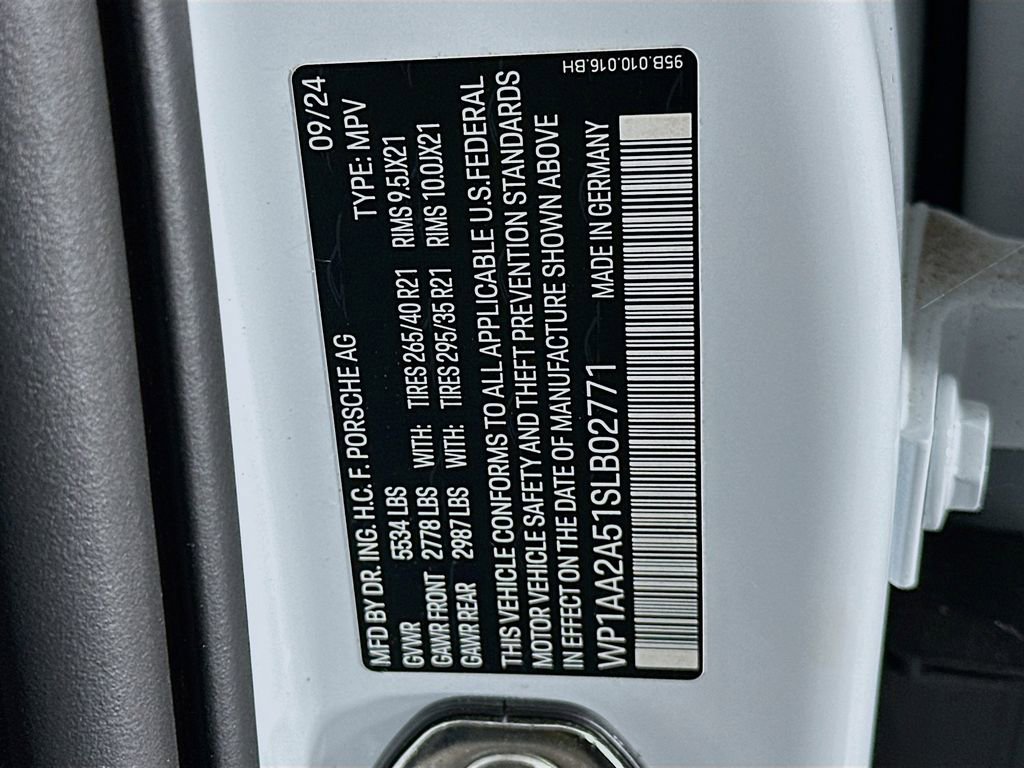 09/24
MFD BY DR. ING. H.C. F. PORSCHE AG TYPE: MPV
GVWR 5534 LBS
GAWR FRONT 2778 LBS WITH: TIRES 265/40 R21 RIMS 9.5JX21
GAWR REAR 2987 LBS WITH: TIRES 295/35 R21 RIMS 10.0JX21
THIS VEHICLE CONFORMS TO ALL APPLICABLE U.S. FEDERAL
MOTOR VEHICLE SAFETY AND THEFT PREVENTION STANDARDS
IN EFFECT ON THE DATE OF MANUFACTURE SHOWN ABOVE
WP1AA2A51SLB02771 MADE IN GERMANY
95B.010.016.BH